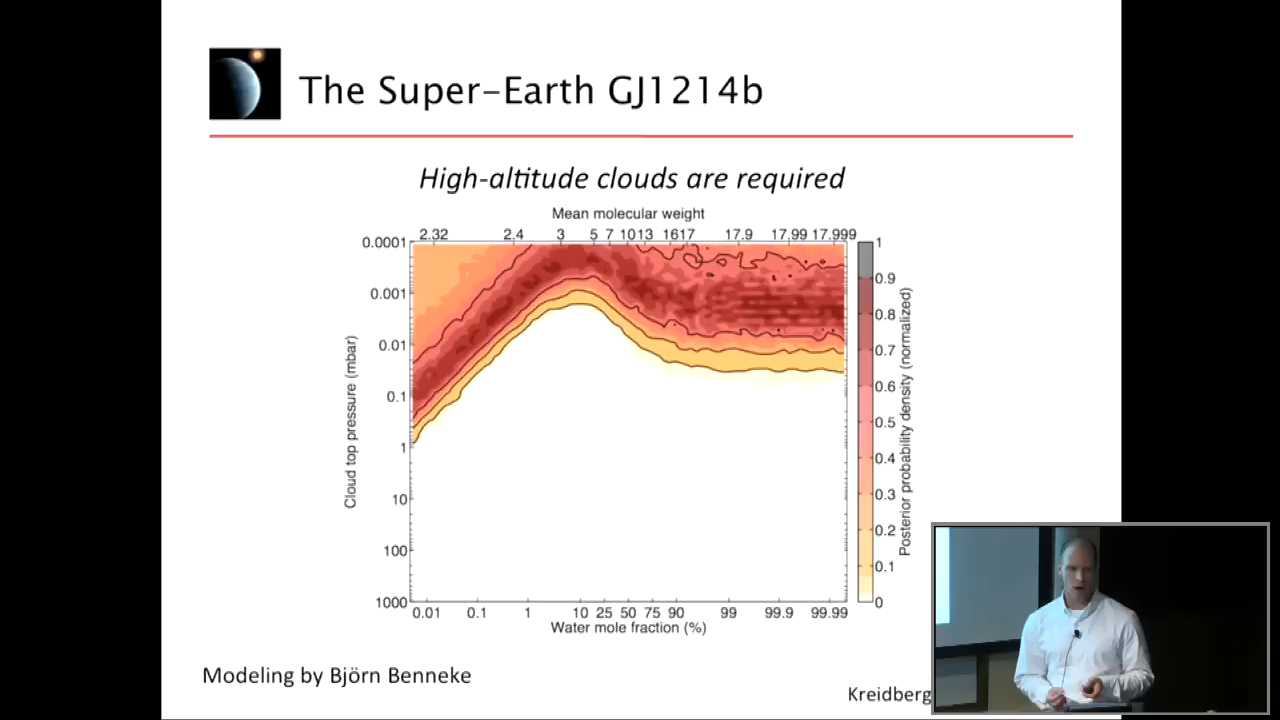 The Super-Earth GJ1214b
High-altitude clouds are required
Mean molecular weight
2.32 2.4 3 5 7 10 13 16 17 17.9 17.99 17.999
0.0001
0.001
0.01
0.1
1
10
100
1000
Cloud top pressure (mbar)
0.01 0.1 1 10 25 50 75 90 99 99.9 99.99
Water mole fraction (%)
1
0.9
0.8
0.7
0.6
0.5
0.4
0.3
0.2
0.1
0
Posterior probability density (normalized)
Modeling by Björn Benneke
Kreidberg